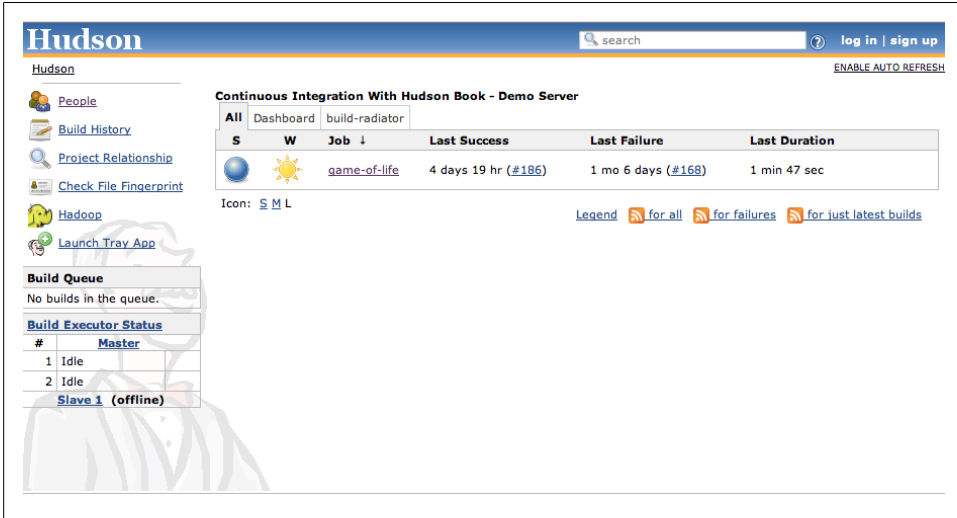 Hudson
search
log in | sign up
Hudson
ENABLE AUTO REFRESH
People
Build History
Project Relationship
Check File Fingerprint
Hadoop
Launch Tray App
Build Queue
No builds in the queue.
Build Executor Status
# Master
1 Idle
2 Idle
Slave 1 (offline)
Continuous Integration With Hudson Book - Demo Server
All Dashboard build-radiator
S W Job ↓ Last Success Last Failure Last Duration
game-of-life 4 days 19 hr (#186) 1 mo 6 days (#168) 1 min 47 sec
Icon: S M L
Legend for all for failures for just latest builds